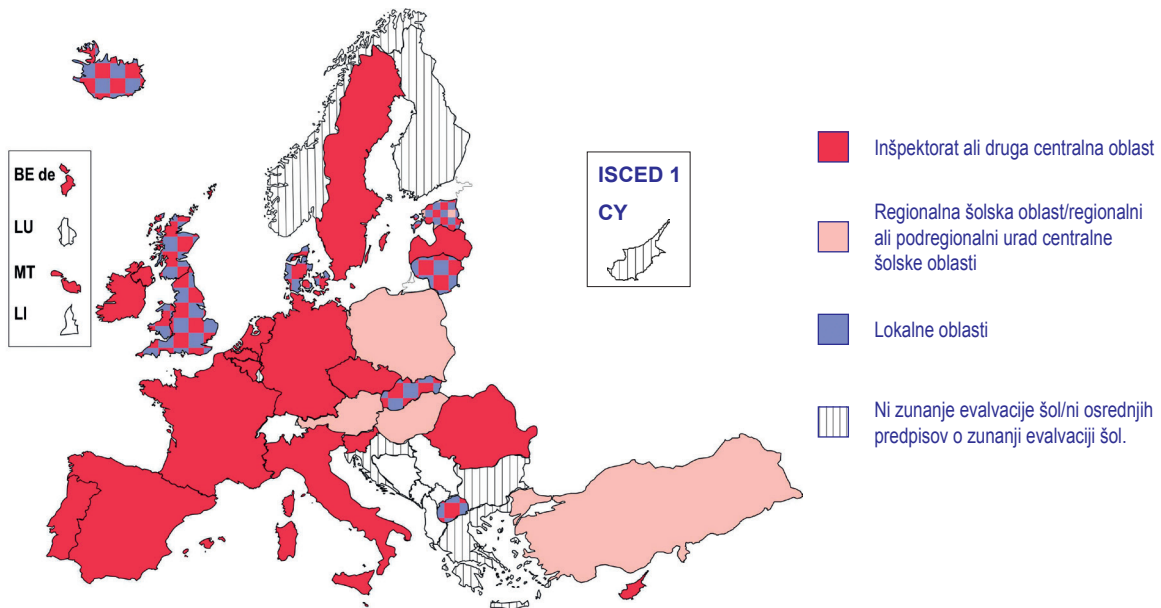 BE de
LU
MT
LI
ISCED 1
CY
Inšpektorat ali druga centralna oblast
Regionalna šolska oblast/regionalni
ali podregionalni urad centralne
šolske oblasti
Lokalne oblasti
Ni zunanje evalvacije šol/ni osrednjih
predpisov o zunanji evalvaciji šol.